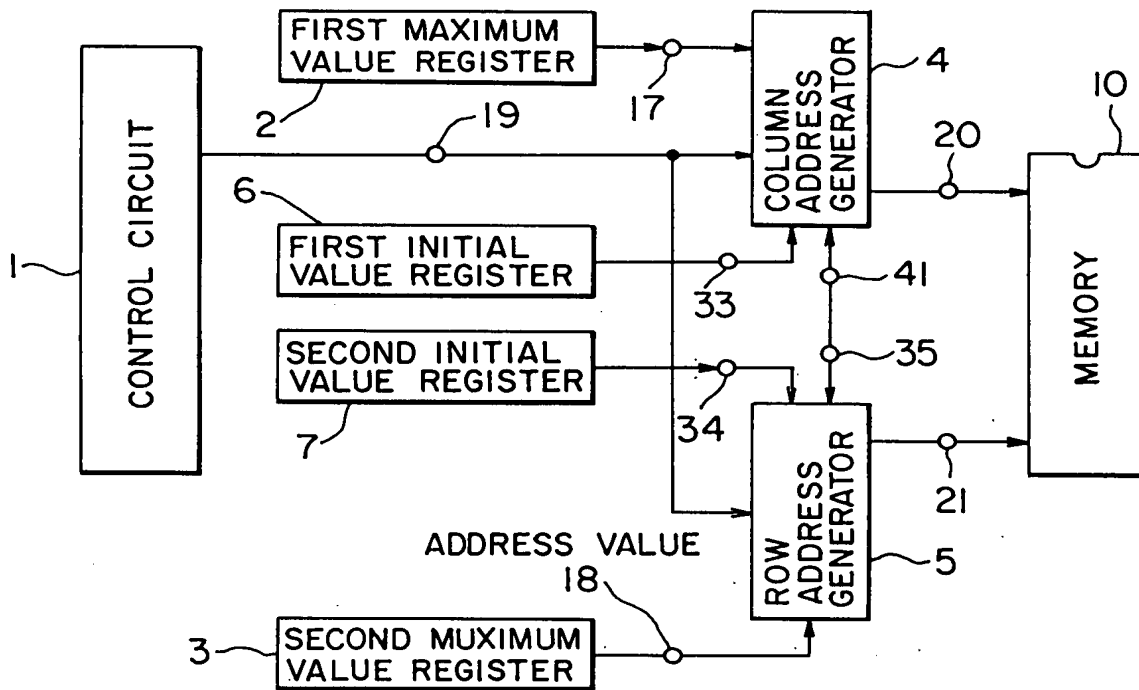 FIRST MAXIMUM
VALUE REGISTER
2
17
4
10
19
COLUMN
ADDRESS
GENERATOR
20
1
CONTROL CIRCUIT
6
FIRST INITIAL
VALUE REGISTER
33
41
MEMORY
SECOND INITIAL
VALUE REGISTER
7
34
35
ROW
ADDRESS
GENERATOR
21
5
ADDRESS VALUE
18
3
SECOND MUXIMUM
VALUE REGISTER